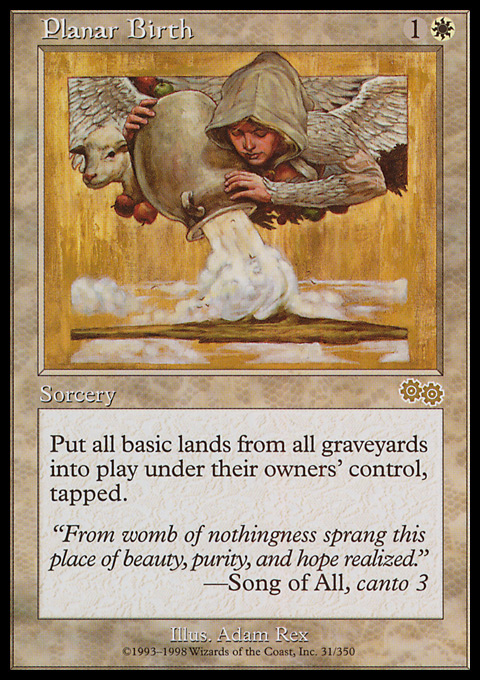 Planar Birth 1
Sorcery
Put all basic lands from all graveyards
into play under their owners' control,
tapped.
“From womb of nothingness sprang this
place of beauty, purity, and hope realized.”
—Song of All, canto 3
Illus. Adam Rex
©1993–1998 Wizards of the Coast, Inc. 31/350